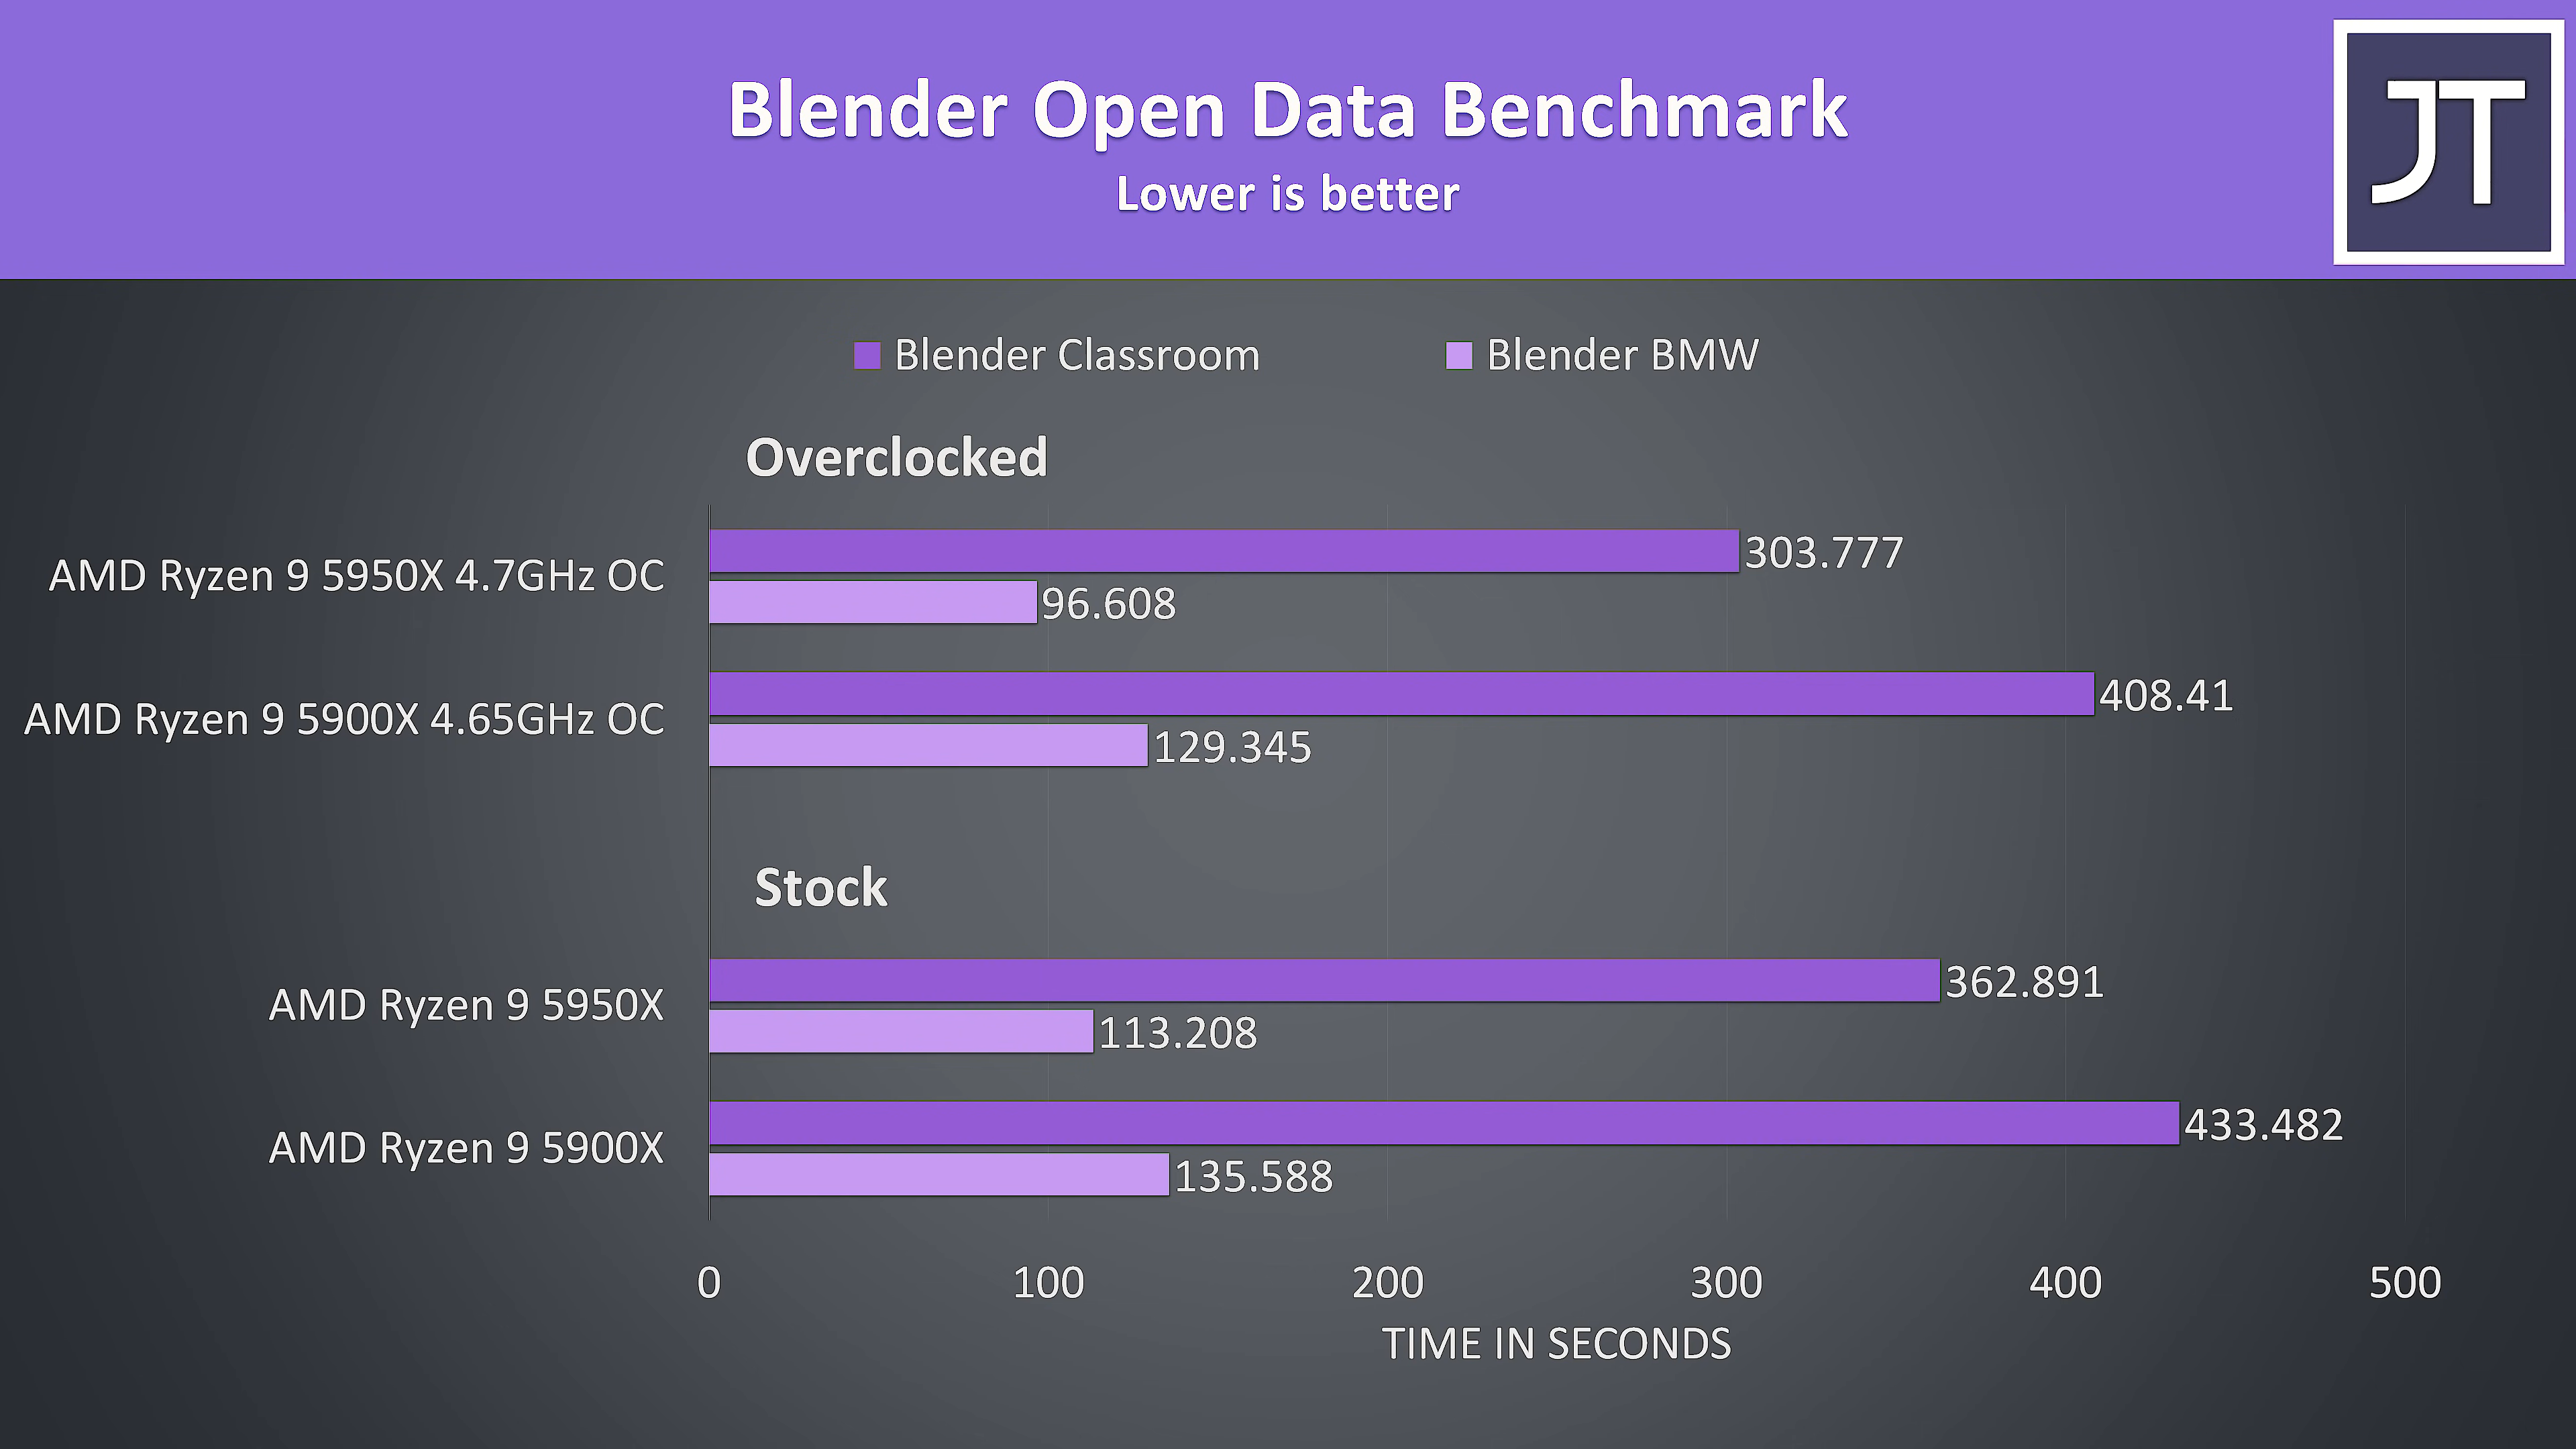 Blender Open Data Benchmark
Lower is better
JT
Blender Classroom
Blender BMW
Overclocked
AMD Ryzen 9 5950X 4.7GHz OC
303.777
96.608
AMD Ryzen 9 5900X 4.65GHz OC
408.41
129.345
Stock
AMD Ryzen 9 5950X
362.891
113.208
AMD Ryzen 9 5900X
433.482
135.588
0 100 200 300 400 500
TIME IN SECONDS